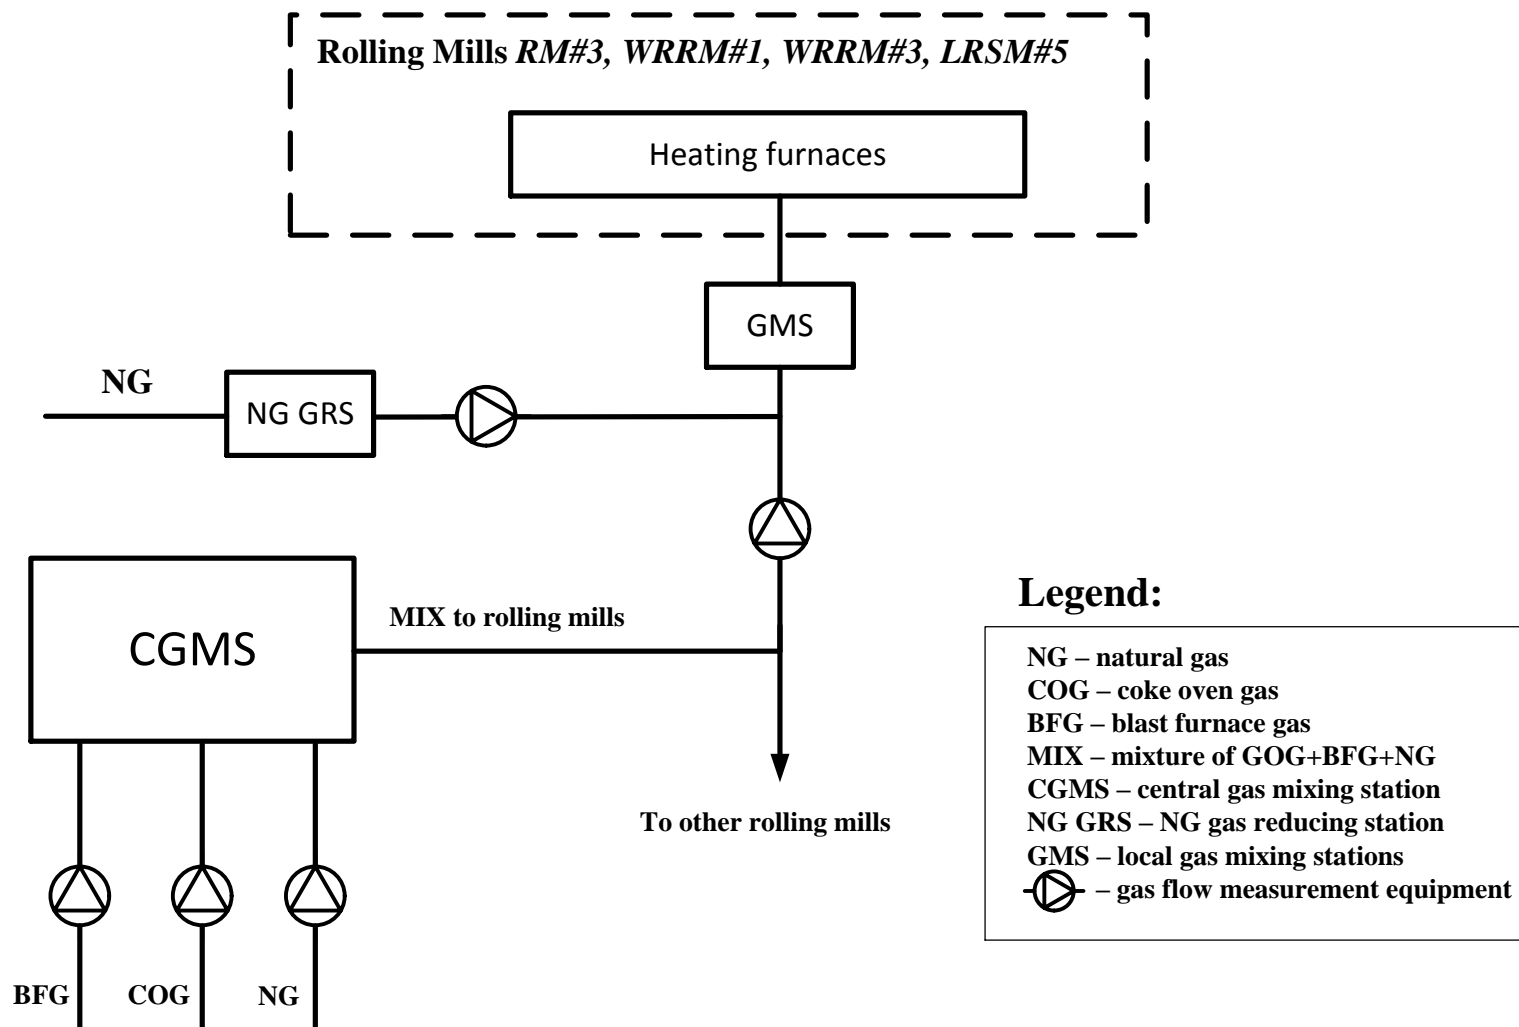 Rolling Mills RM#3, WRRM#1, WRRM#3, LRSM#5
Heating furnaces
GMS
NG
NG GRS
CGMS
MIX to rolling mills
To other rolling mills
BFG
COG
NG
Legend:
NG – natural gas
COG – coke oven gas
BFG – blast furnace gas
MIX – mixture of GOG+BFG+NG
CGMS – central gas mixing station
NG GRS – NG gas reducing station
GMS – local gas mixing stations
– gas flow measurement equipment